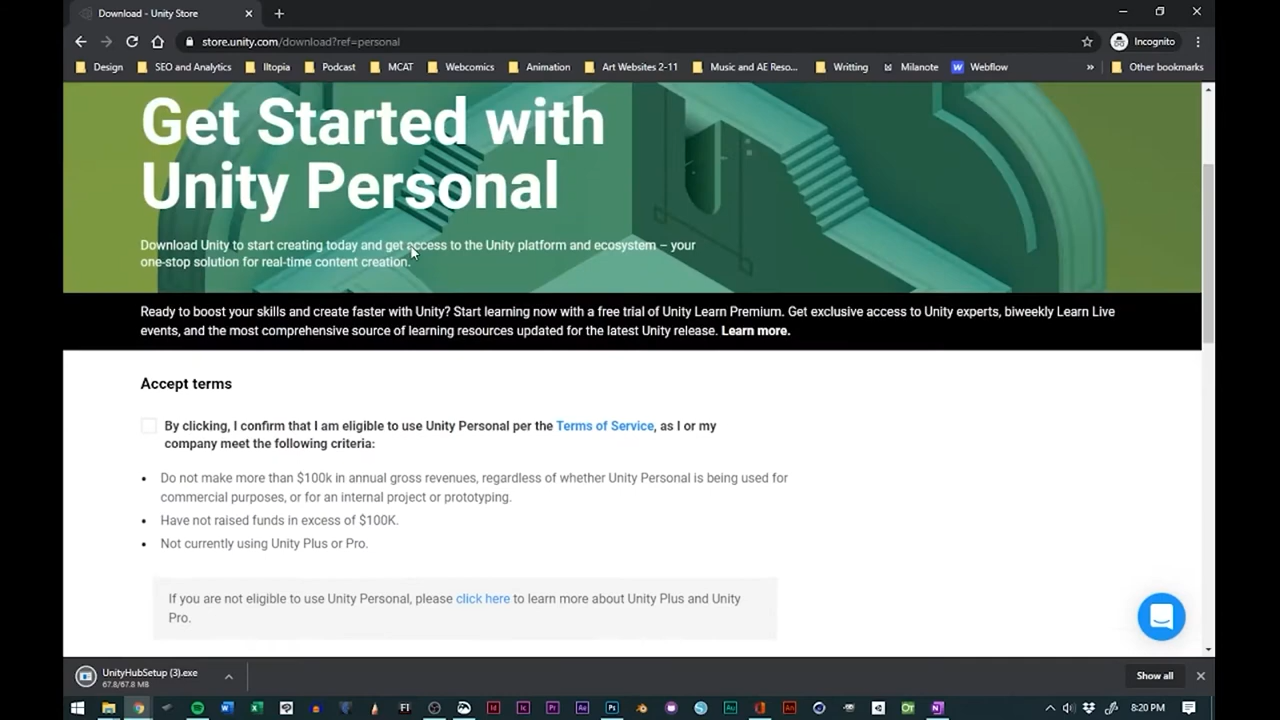 Download - Unity Store
store.unity.com/download?ref=personal
Incognito
Design
SEO and Analytics
Iltopia
Podcast
MCAT
Webcomics
Animation
Art Websites 2-11
Music and AE Reso...
Writting
Milanote
Webflow
»
Other bookmarks
Get Started with
Unity Personal
Download Unity to start creating today and get access to the Unity platform and ecosystem – your
one-stop solution for real-time content creation.
Ready to boost your skills and create faster with Unity? Start learning now with a free trial of Unity Learn Premium. Get exclusive access to Unity experts, biweekly Learn Live
events, and the most comprehensive source of learning resources updated for the latest Unity release. Learn more.
Accept terms
By clicking, I confirm that I am eligible to use Unity Personal per the Terms of Service, as I or my
company meet the following criteria:
• Do not make more than $100k in annual gross revenues, regardless of whether Unity Personal is being used for
commercial purposes, or for an internal project or prototyping.
• Have not raised funds in excess of $100K.
• Not currently using Unity Plus or Pro.
If you are not eligible to use Unity Personal, please click here to learn more about Unity Plus and Unity
Pro.
UnityHubSetup (3).exe
67.8/67.8 MB
Show all
8:20 PM